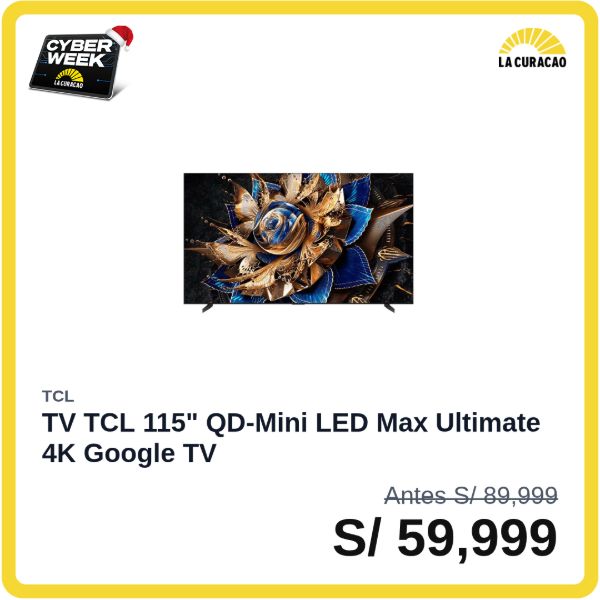 CYBER
WEEK
LA CURACAO
LA CURACAO
TCL
TV TCL 115" QD-Mini LED Max Ultimate
4K Google TV
Antes S/ 89,999
S/ 59,999